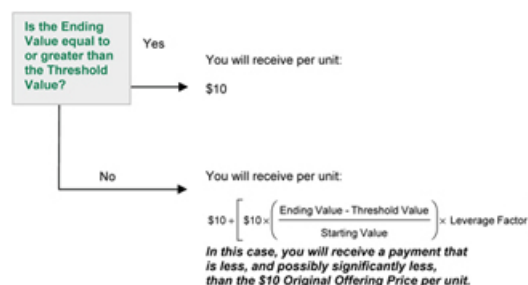 Is the Ending
Value equal to
or greater than
the Threshold
Value?
Yes
You will receive per unit:
$10
No
You will receive per unit:
$10 + [ $10 × ( Ending Value - Threshold Value
Starting Value ) × Leverage Factor
In this case, you will receive a payment that
is less, and possibly significantly less,
than the $10 Original Offering Price per unit.